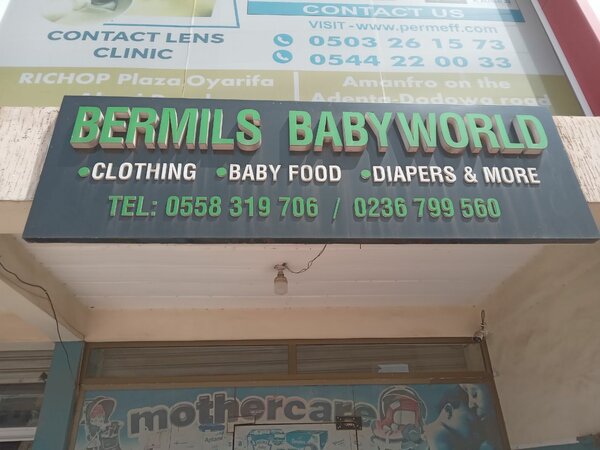 CONTACT US
CONTACT LENS
CLINIC
VISIT -www.permeff.com
0503 26 15 73
0544 22 00 33
RICHOP Plaza Oyarifa
Amanfro on the
Adenta-Dodowa road
BERMILS BABYWORLD
•CLOTHING •BABY FOOD •DIAPERS & MORE
TEL: 0558 319 706 / 0236 799 560
mothercare